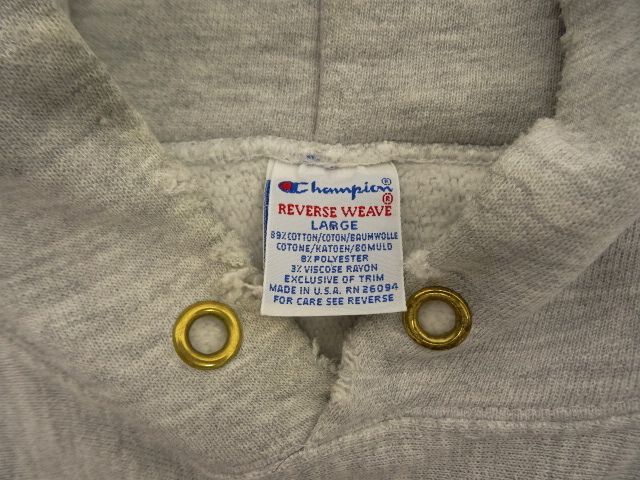 Champion®
REVERSE WEAVE®
LARGE
89% COTTON/COTON/BAUMWOLLE
COTONE/KATOEN/BOMULD
8% POLYESTER
3% VISCOSE RAYON
EXCLUSIVE OF TRIM
MADE IN U.S.A. RN 26094
FOR CARE SEE REVERSE